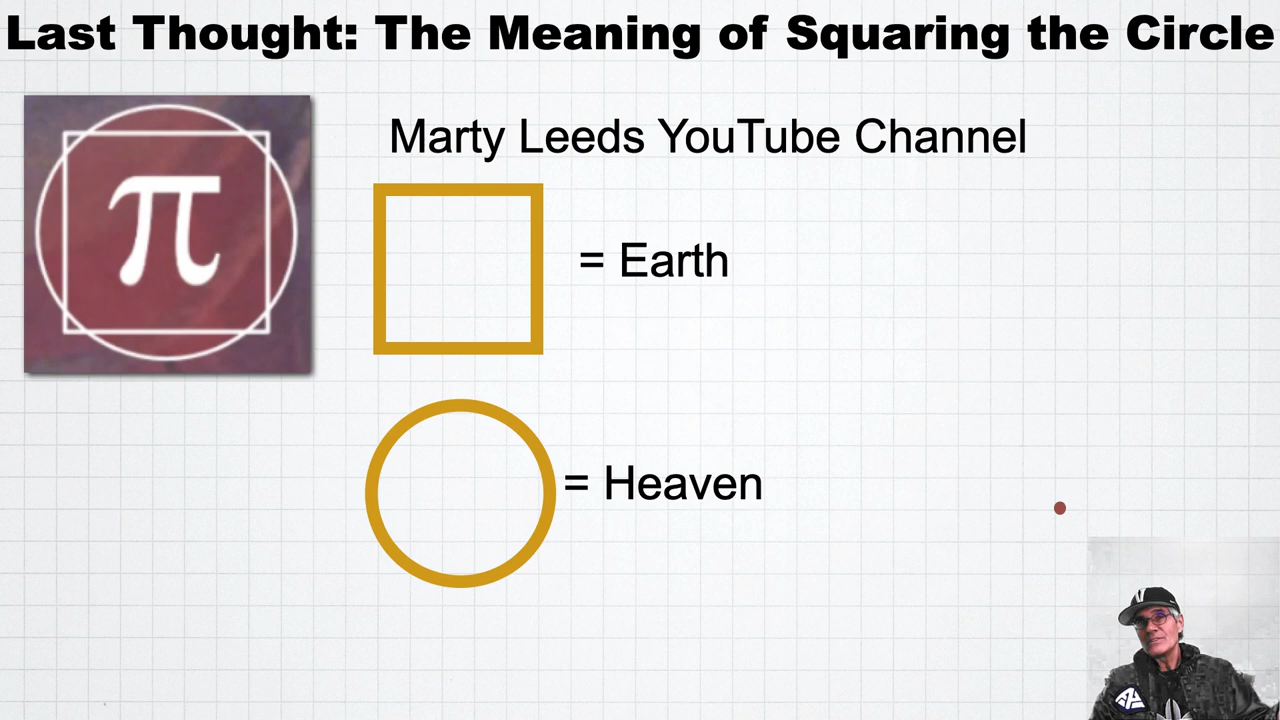 Last Thought: The Meaning of Squaring the Circle
π
Marty Leeds YouTube Channel
= Earth
= Heaven